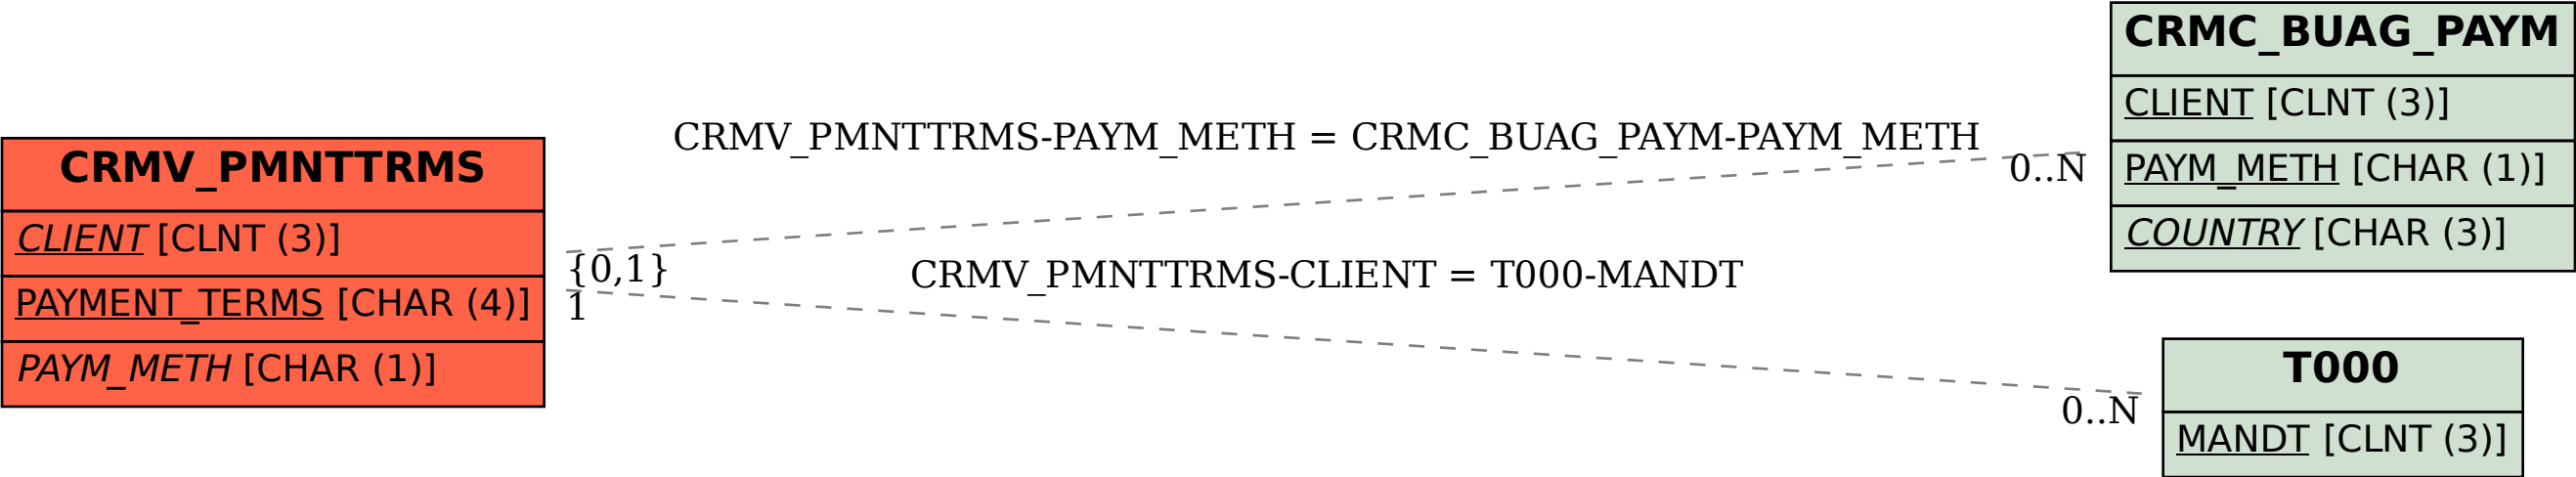 CRMV_PMNTTRMS
CLIENT [CLNT (3)]
PAYMENT_TERMS [CHAR (4)]
PAYM_METH [CHAR (1)]
CRMV_PMNTTRMS-PAYM_METH = CRMC_BUAG_PAYM-PAYM_METH
0..N
{0,1}
CRMV_PMNTTRMS-CLIENT = T000-MANDT
1
0..N
CRMC_BUAG_PAYM
CLIENT [CLNT (3)]
PAYM_METH [CHAR (1)]
COUNTRY [CHAR (3)]
T000
MANDT [CLNT (3)]